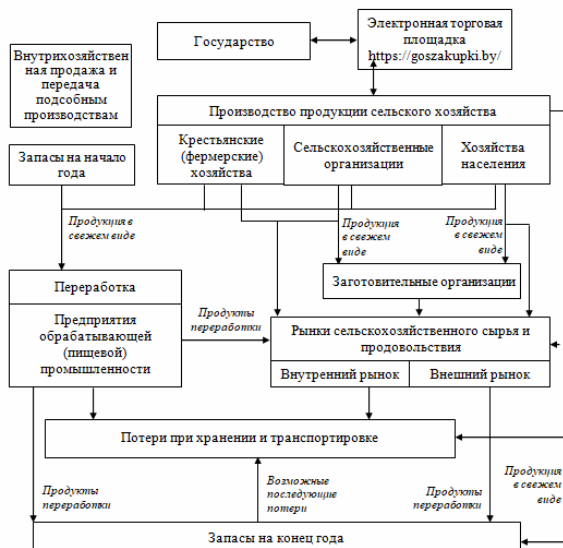 Государство
Электронная торговая
площадка
https://goszakupki.by/
Внутрихозяйствен
ная продажа и
передача
подсобным
производствам
Производство продукции сельского хозяйства
Крестьянские
(фермерские)
хозяйства
Сельскохозяйственные
организации
Хозяйства
населения
Запасы на начало
года
Продукция в
свежем виде
Продукция
в свежем
виде
Продукция
в свежем
виде
Заготовительные организации
Переработка
Предприятия
обрабатывающей
(пищевой)
промышленности
Продукты
переработки
Рынки сельскохозяйственного сырья и
продовольствия
Внутренний рынок
Внешний рынок
Потери при хранении и транспортировке
Продукты
переработки
Возможные
последующие
потери
Продукты
переработки
Продукция
в свежем
виде
Запасы на конец года